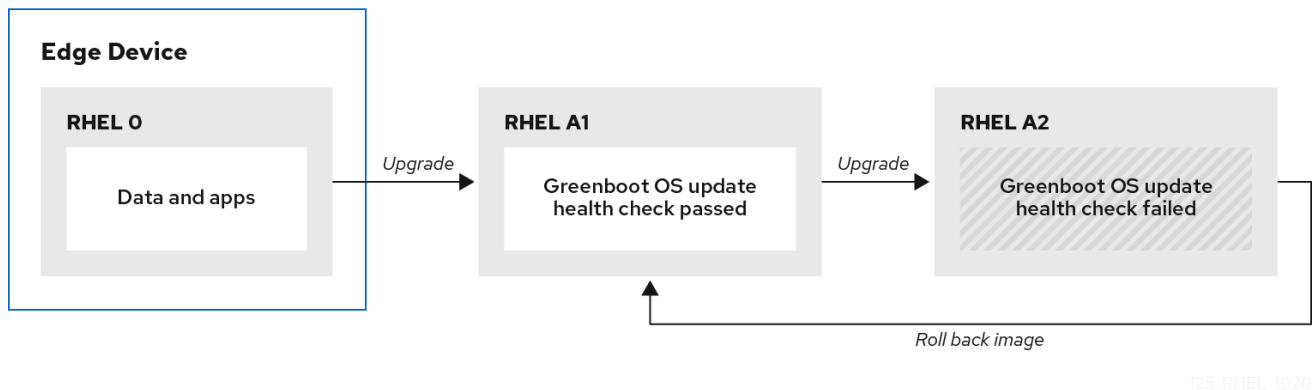 Edge Device
RHEL 0
Data and apps
Upgrade
RHEL A1
Greenboot OS update
health check passed
Upgrade
RHEL A2
Greenboot OS update
health check failed
Roll back image
125_RHEL_1020